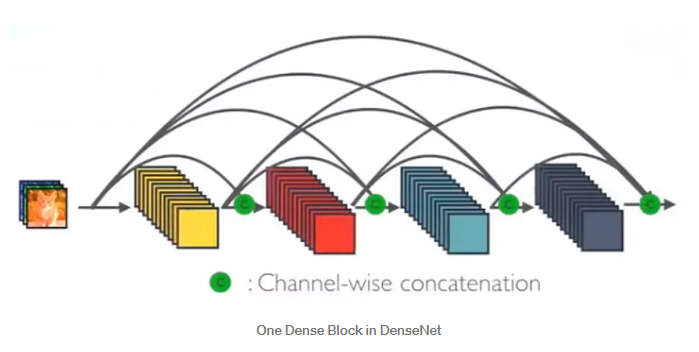 C C C C
C : Channel-wise concatenation
One Dense Block in DenseNet